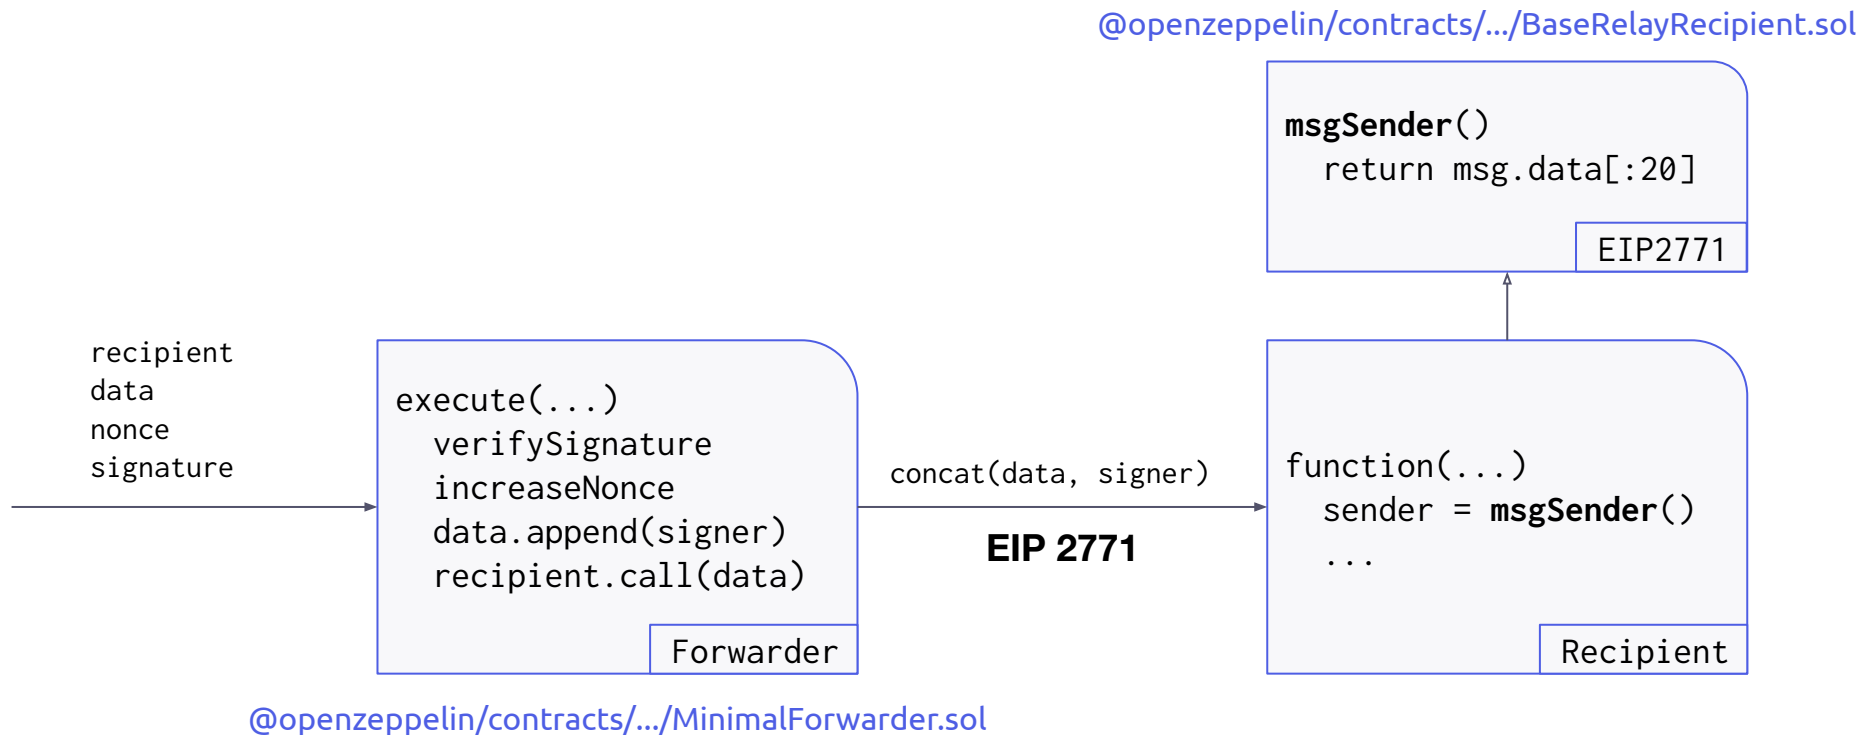 @openzeppelin/contracts/.../BaseRelayRecipient.sol
msgSender()
return msg.data[:20]
EIP2771
recipient
data
nonce
signature
execute(...)
verifySignature
increaseNonce
data.append(signer)
recipient.call(data)
Forwarder
concat(data, signer)
EIP 2771
function(...)
sender = msgSender()
...
Recipient
@openzeppelin/contracts/.../MinimalForwarder.sol